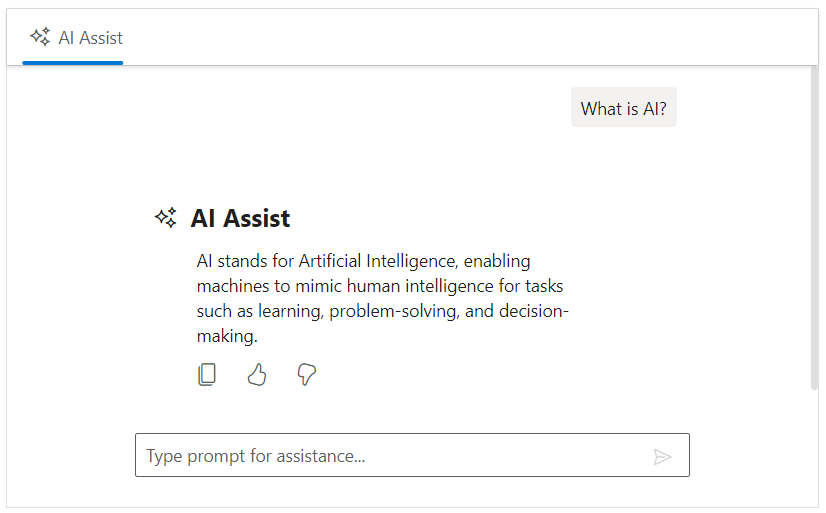 AI Assist
What is AI?
AI Assist
AI stands for Artificial Intelligence, enabling
machines to mimic human intelligence for tasks
such as learning, problem-solving, and decision-
making.
Type prompt for assistance...